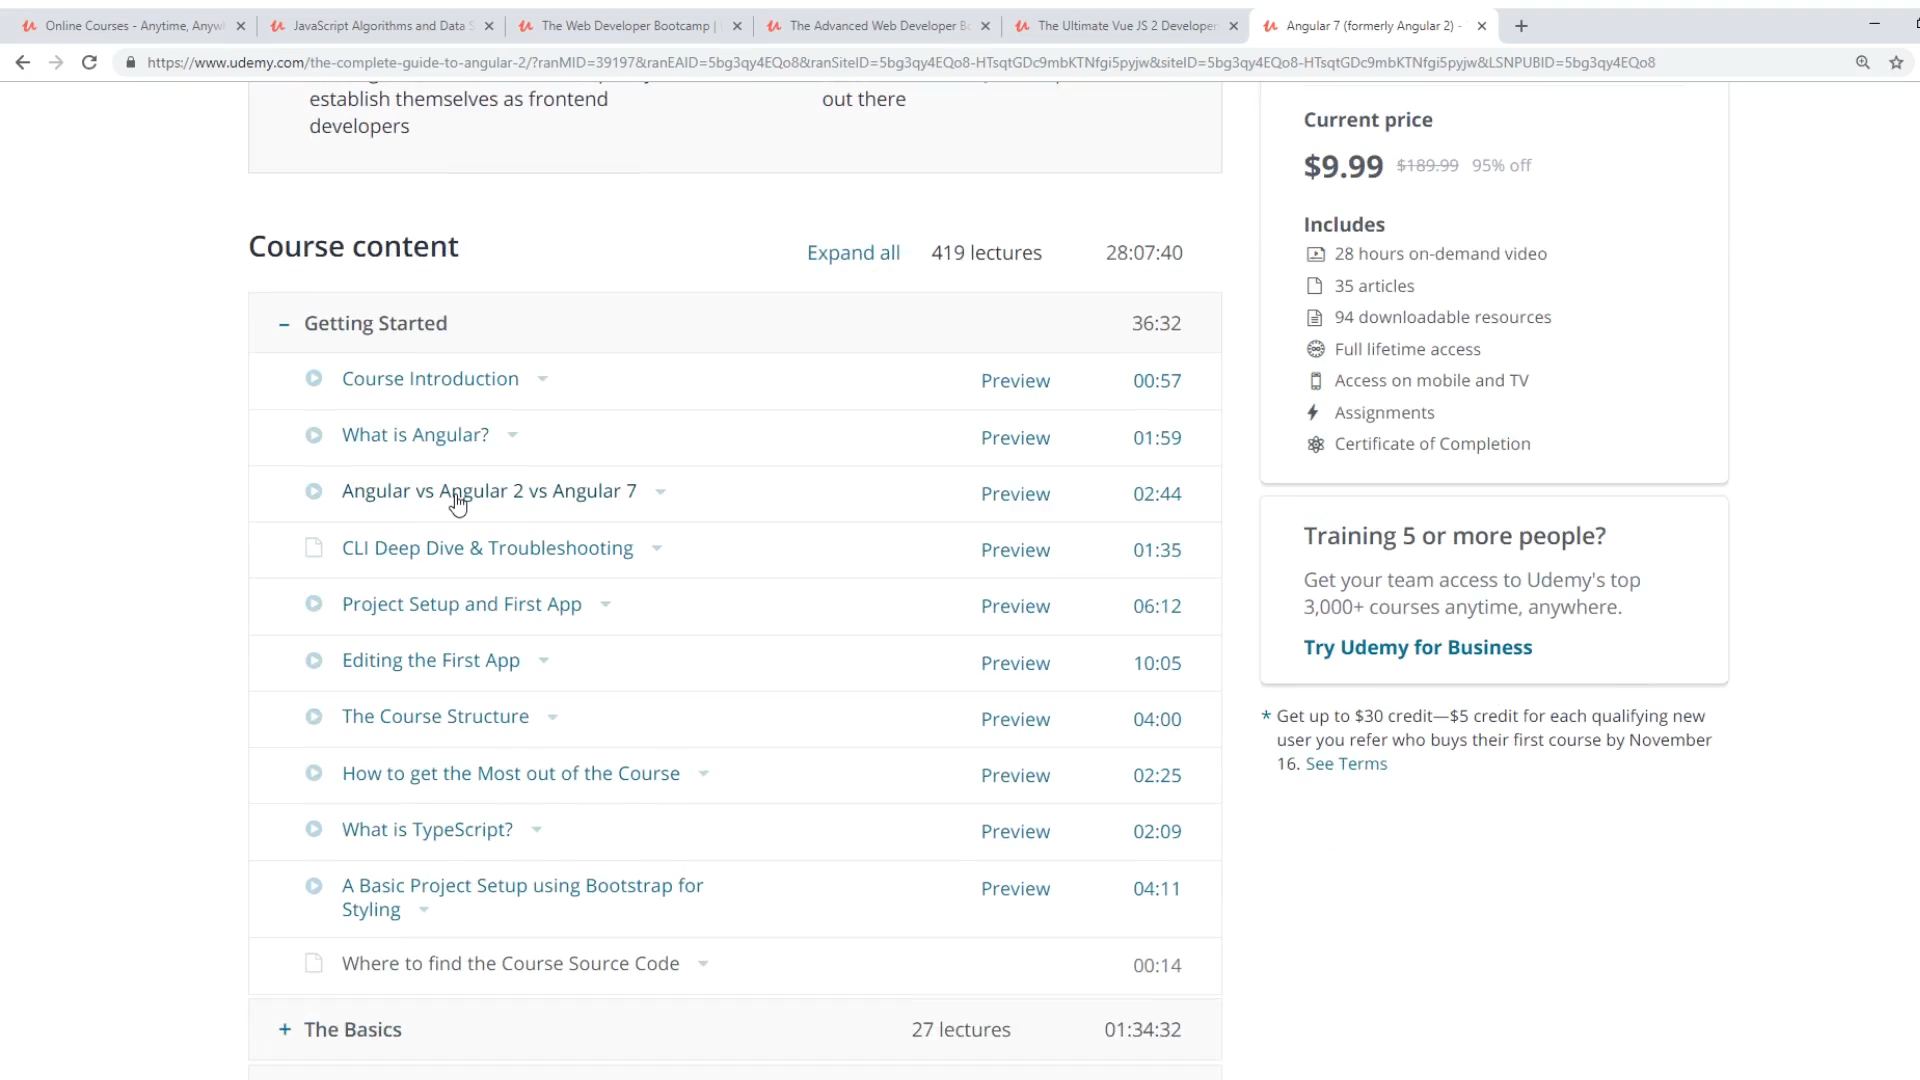 Online Courses - Anytime, Anyw
JavaScript Algorithms and Data S
The Web Developer Bootcamp |
The Advanced Web Developer Bo
The Ultimate Vue JS 2 Developer
Angular 7 (formerly Angular 2) -
https://www.udemy.com/the-complete-guide-to-angular-2/?ranMID=39197&ranEAID=5bg3qy4EQo8&ranSiteID=5bg3qy4EQo8-HTsqtGDc9mbKTNfgi5pyjw&siteID=5bg3qy4EQo8-HTsqtGDc9mbKTNfgi5pyjw&LSNPUBID=5bg3qy4EQo8
establish themselves as frontend
developers
out there
Course content
Expand all 419 lectures 28:07:40
− Getting Started 36:32
Course Introduction Preview 00:57
What is Angular? Preview 01:59
Angular vs Angular 2 vs Angular 7 Preview 02:44
CLI Deep Dive & Troubleshooting Preview 01:35
Project Setup and First App Preview 06:12
Editing the First App Preview 10:05
The Course Structure Preview 04:00
How to get the Most out of the Course Preview 02:25
What is TypeScript? Preview 02:09
A Basic Project Setup using Bootstrap for Preview 04:11
Styling
Where to find the Course Source Code 00:14
+ The Basics 27 lectures 01:34:32
Current price
$9.99 $189.99 95% off
Includes
28 hours on-demand video
35 articles
94 downloadable resources
Full lifetime access
Access on mobile and TV
Assignments
Certificate of Completion
Training 5 or more people?
Get your team access to Udemy's top
3,000+ courses anytime, anywhere.
Try Udemy for Business
* Get up to $30 credit—$5 credit for each qualifying new
user you refer who buys their first course by November
16. See Terms